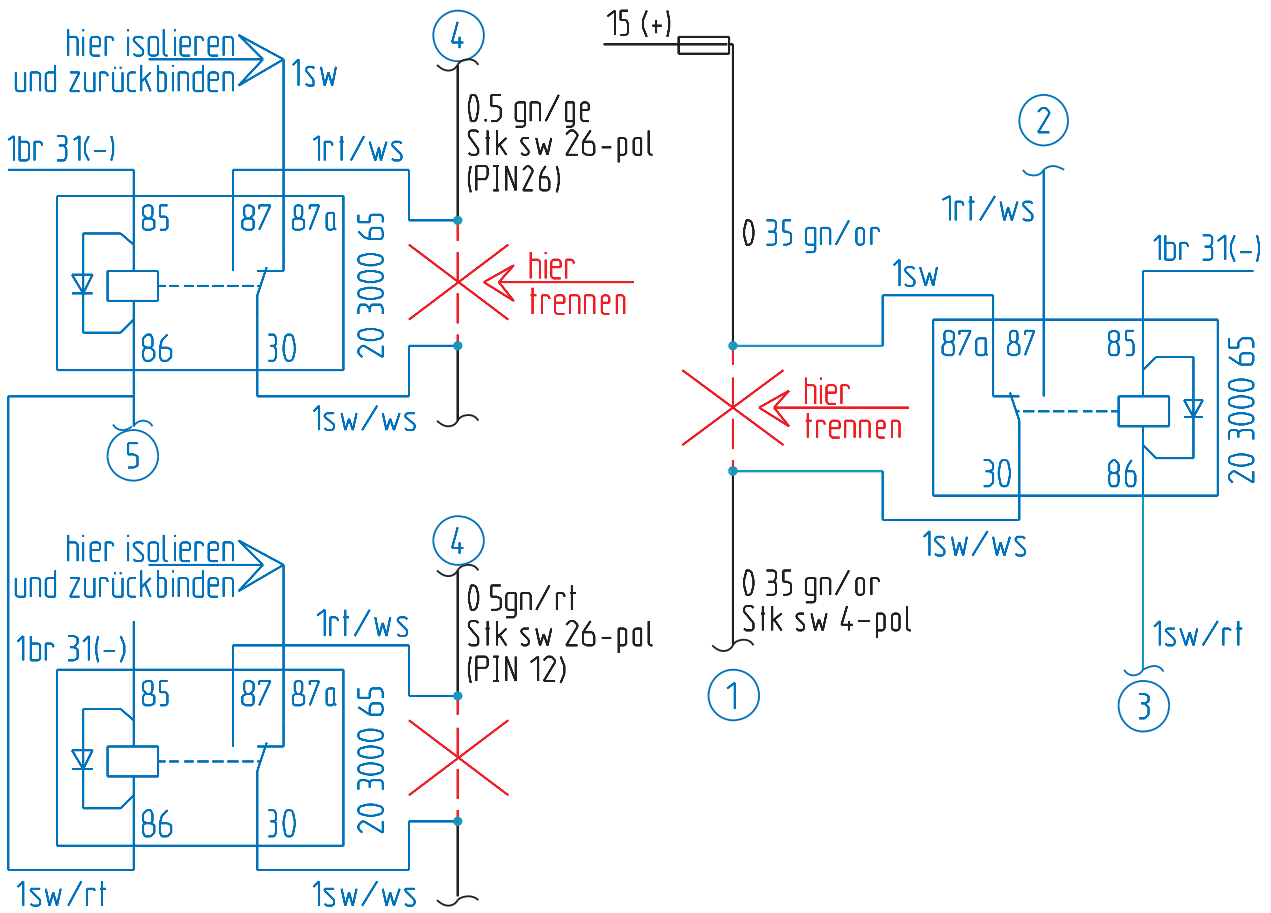 hier isolieren
und zurückbinden
1sw
4
0.5 gn/ge
Stk sw 26-pol
(PIN26)
1br 31(-)
1rt/ws
85
87
87a
20 3000 65
86
30
hier
trennen
1sw/ws
5
hier isolieren
und zurückbinden
4
0 5gn/rt
Stk sw 26-pol
(PIN 12)
1br 31(-)
1rt/ws
85
87
87a
20 3000 65
86
30
1sw/rt
1sw/ws
15 (+)
2
0 35 gn/or
1rt/ws
1sw
1br 31(-)
87a
87
85
20 3000 65
hier
trennen
30
86
1sw/ws
0 35 gn/or
Stk sw 4-pol
1
1sw/rt
3